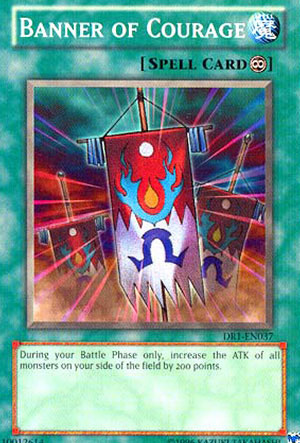 BANNER OF COURAGE
[SPELL CARD]
DR1-EN037
During your Battle Phase only, increase the ATK of all
monsters on your side of the field by 200 points.
10012614
©1996 KAZUKI TAKAHASHI